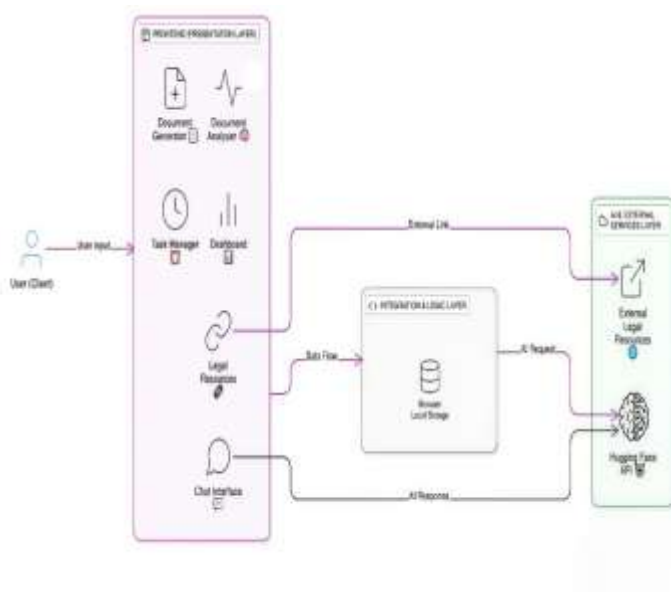 FRONTEND (PRESENTATION LAYER)
Document
Generator
Document
Analyzer
Task Manager
Dashboard
User Input
User (Client)
Legal
Resources
Chat Interface
External Link
Data Flow
INTEGRATION & LOGIC LAYER
Browser
Local Storage
AI Request
AI Response
EXTERNAL
SERVICES LAYER
External
Legal
Resources
Hugging Face
API